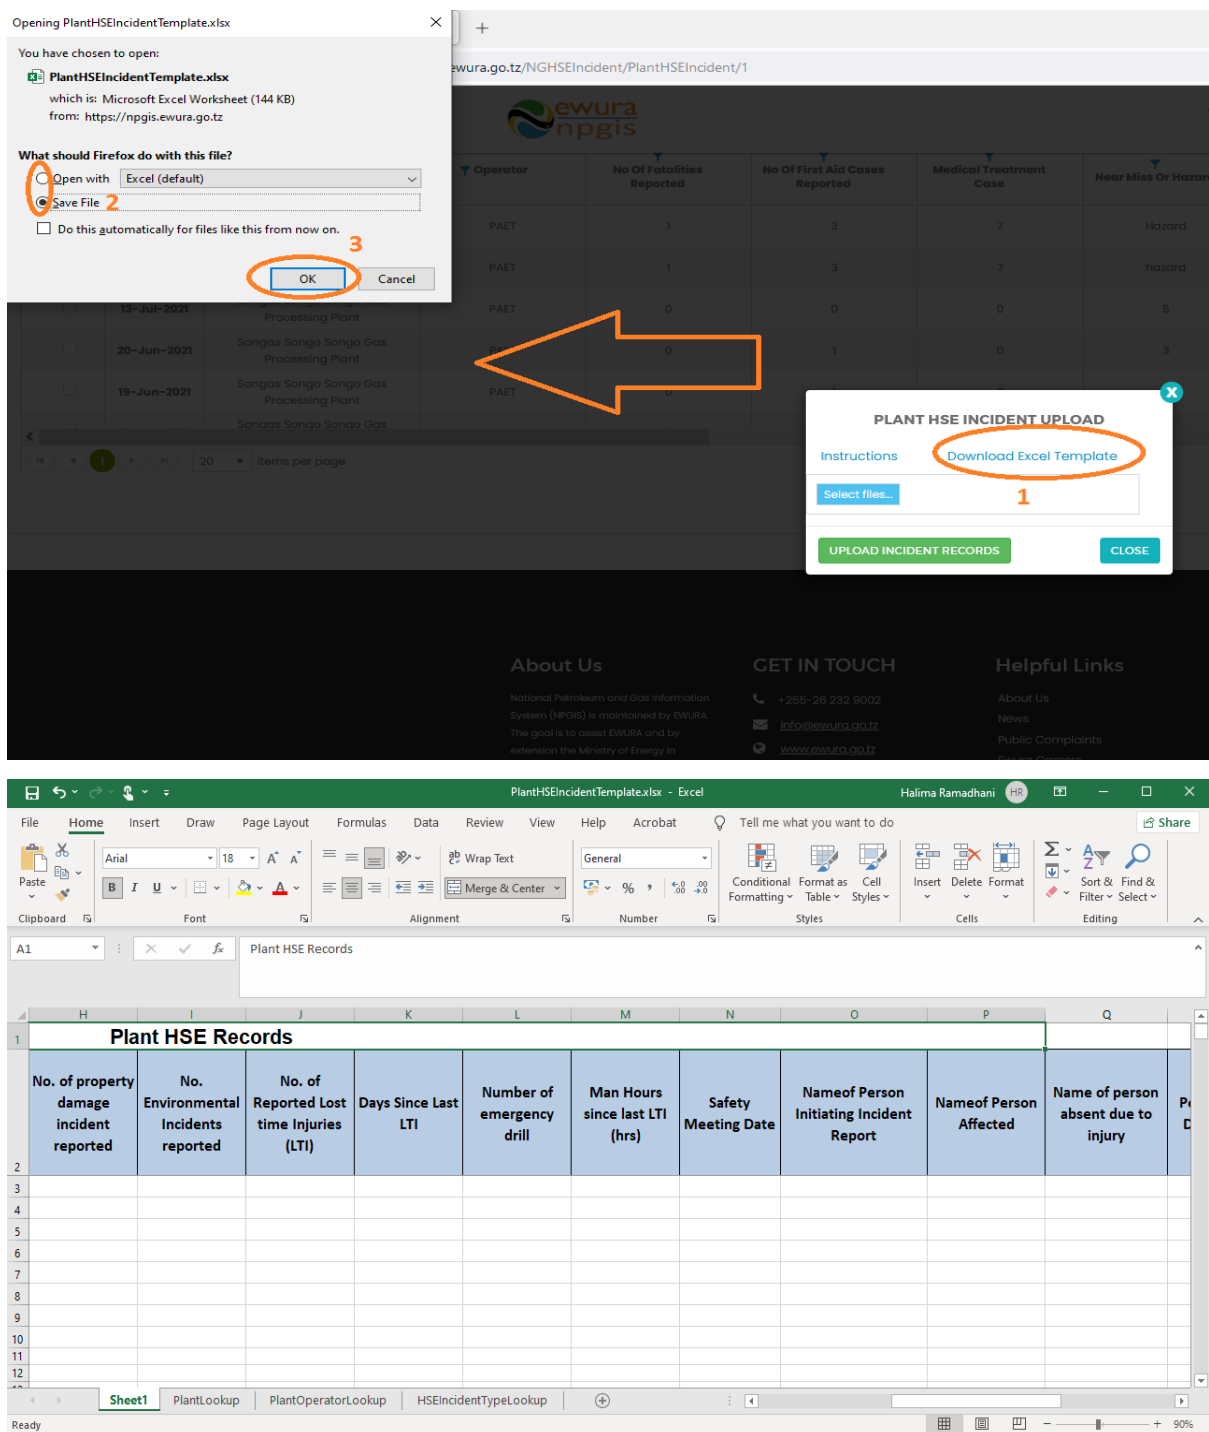 Opening PlantHSEIncidentTemplate.xlsx
You have chosen to open:
PlantHSEIncidentTemplate.xlsx
which is: Microsoft Excel Worksheet (144 KB)
from: https://npgis.ewura.go.tz
What should Firefox do with this file?
Open with Excel (default)
Save File 2
Do this automatically for files like this from now on.
3
OK Cancel
ewura.go.tz/NGHSEIncident/PlantHSEIncident/1
ewura
npgis
Operator
No Of Fatalities Reported
No Of First Aid Cases Reported
Medical Treatment Case
Near Miss Or Hazar
PAET 1 3 7 Hazard
PAET 1 3 7 hazard
13-Jul-2021 Processing Plant PAET 0 0 0 5
20-Jun-2021 Songas Songo Songo Gas Processing Plant 0 1 0 3
19-Jun-2021 Songas Songo Songo Gas Processing Plant PAET 0
Songas Songo Songo Gas
1 20 items per page
PLANT HSE INCIDENT UPLOAD
Instructions Download Excel Template
Select files...
1
UPLOAD INCIDENT RECORDS CLOSE
About Us
National Petroleum and Gas Information
System (NPGIS) is maintained by EWURA.
The goal is to assist EWURA and by
extension the Ministry of Energy in
GET IN TOUCH
+255-26 232 9002
info@ewura.go.tz
www.ewura.go.tz
Helpful Links
About Us
News
Public Complaints
Ewura Careers
PlantHSEIncidentTemplate.xlsx - Excel
Halima Ramadhani HR
File Home Insert Draw Page Layout Formulas Data Review View Help Acrobat Tell me what you want to do Share
Paste
Arial 18
B I U
Wrap Text
Merge & Center
General
Conditional Formatting
Format as Table
Cell Styles
Insert Delete Format
Sort & Filter
Find & Select
Clipboard Font Alignment Number Styles Cells Editing
A1 fx Plant HSE Records
H I J K L M N O P Q
1 Plant HSE Records
2
No. of property damage incident reported
No. Environmental Incidents reported
No. of Reported Lost time Injuries (LTI)
Days Since Last LTI
Number of emergency drill
Man Hours since last LTI (hrs)
Safety Meeting Date
Nameof Person Initiating Incident Report
Nameof Person Affected
Name of person absent due to injury
3
4
5
6
7
8
9
10
11
12
Sheet1 PlantLookup PlantOperatorLookup HSEIncidentTypeLookup
Ready 90%